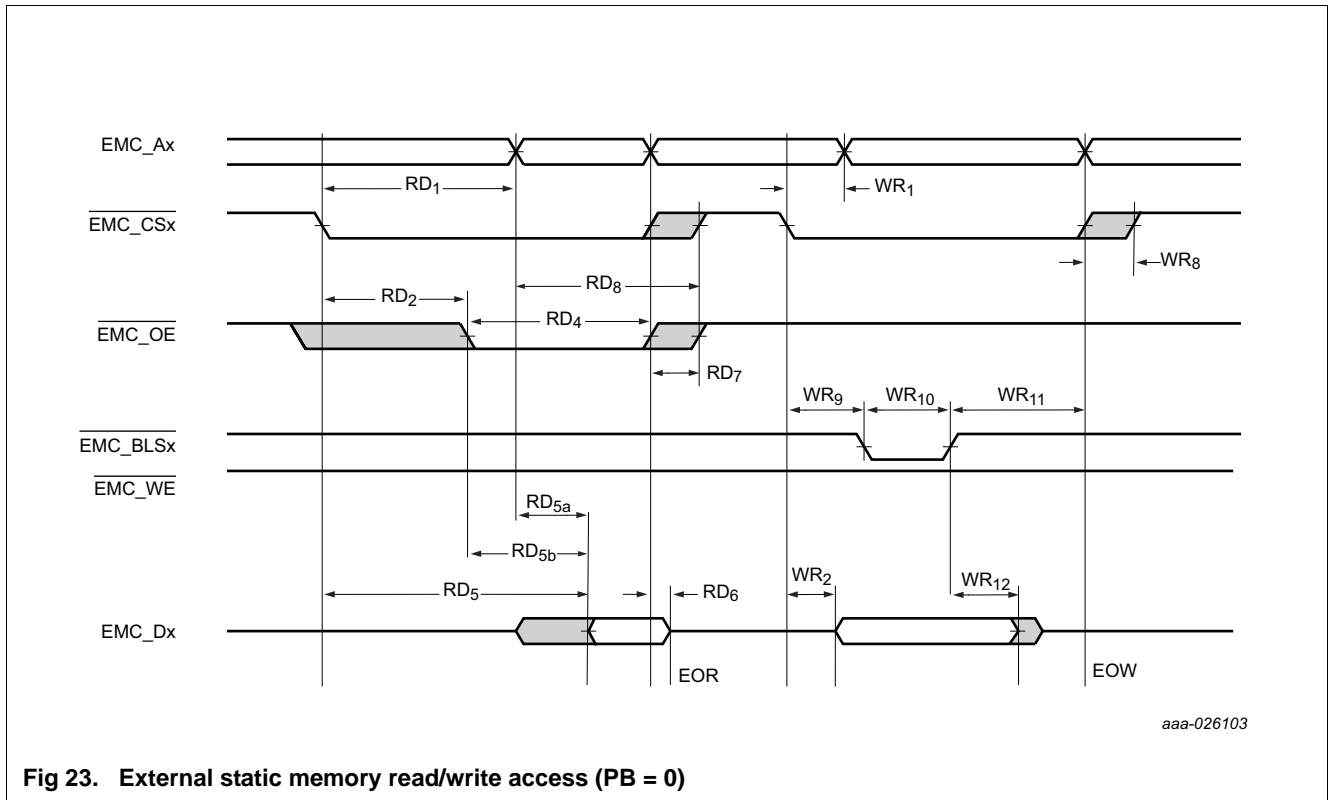 EMC_Ax
RD1
WR1
EMC_CSx
WR8
RD8
RD2
RD4
EMC_OE
RD7
WR9
WR10
WR11
EMC_BLSx
EMC_WE
RD5a
RD5b
RD5
RD6
WR2
WR12
EMC_Dx
EOR
EOW
aaa-026103
Fig 23. External static memory read/write access (PB = 0)